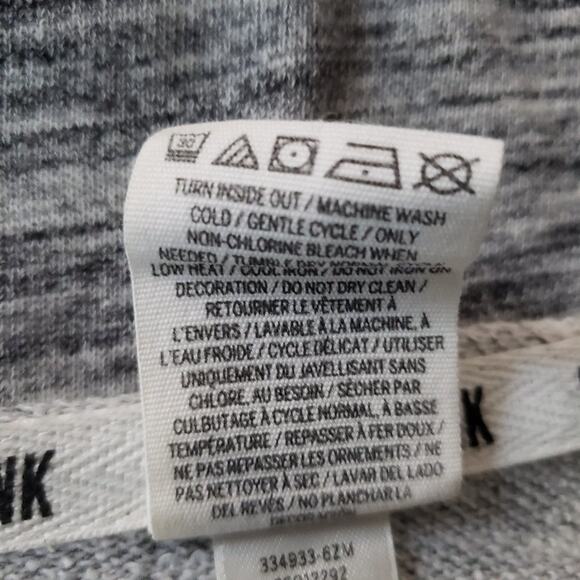 30
TURN INSIDE OUT / MACHINE WASH
COLD / GENTLE CYCLE / ONLY
NON-CHLORINE BLEACH WHEN
NEEDED / TUMBLE DRY NORMAL
LOW HEAT / COOL IRON / DO NOT IRON ON
DECORATION / DO NOT DRY CLEAN /
RETOURNER LE VÊTEMENT À
L'ENVERS / LAVABLE À LA MACHINE, À
L'EAU FROIDE / CYCLE DÉLICAT / UTILISER
UNIQUEMENT DU JAVELLISANT SANS
CHLORE, AU BESOIN / SÉCHER PAR
CULBUTAGE À CYCLE NORMAL, À BASSE
TEMPÉRATURE / REPASSER À FER DOUX /
NE PAS REPASSER LES ORNEMENTS / NE
PAS NETTOYER À SEC / LAVAR DEL LADO
DEL REVÉS / NO PLANCHAR LA
NK
K
334933-62M